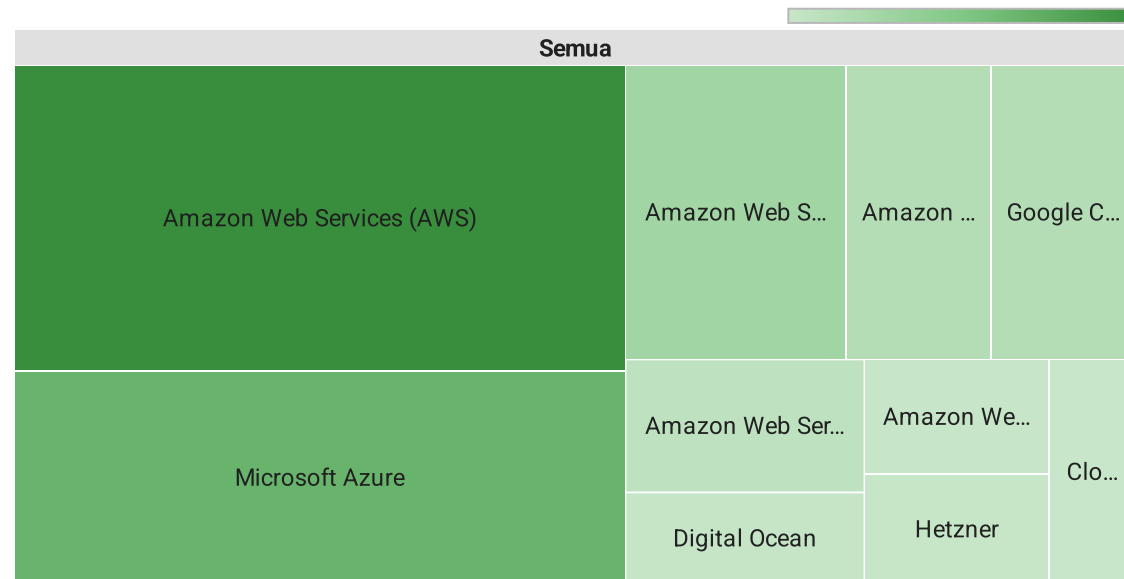 Semua
Amazon Web Services (AWS)
Amazon Web S...
Amazon ...
Google C...
Microsoft Azure
Amazon Web Ser...
Amazon We...
Clo...
Digital Ocean
Hetzner